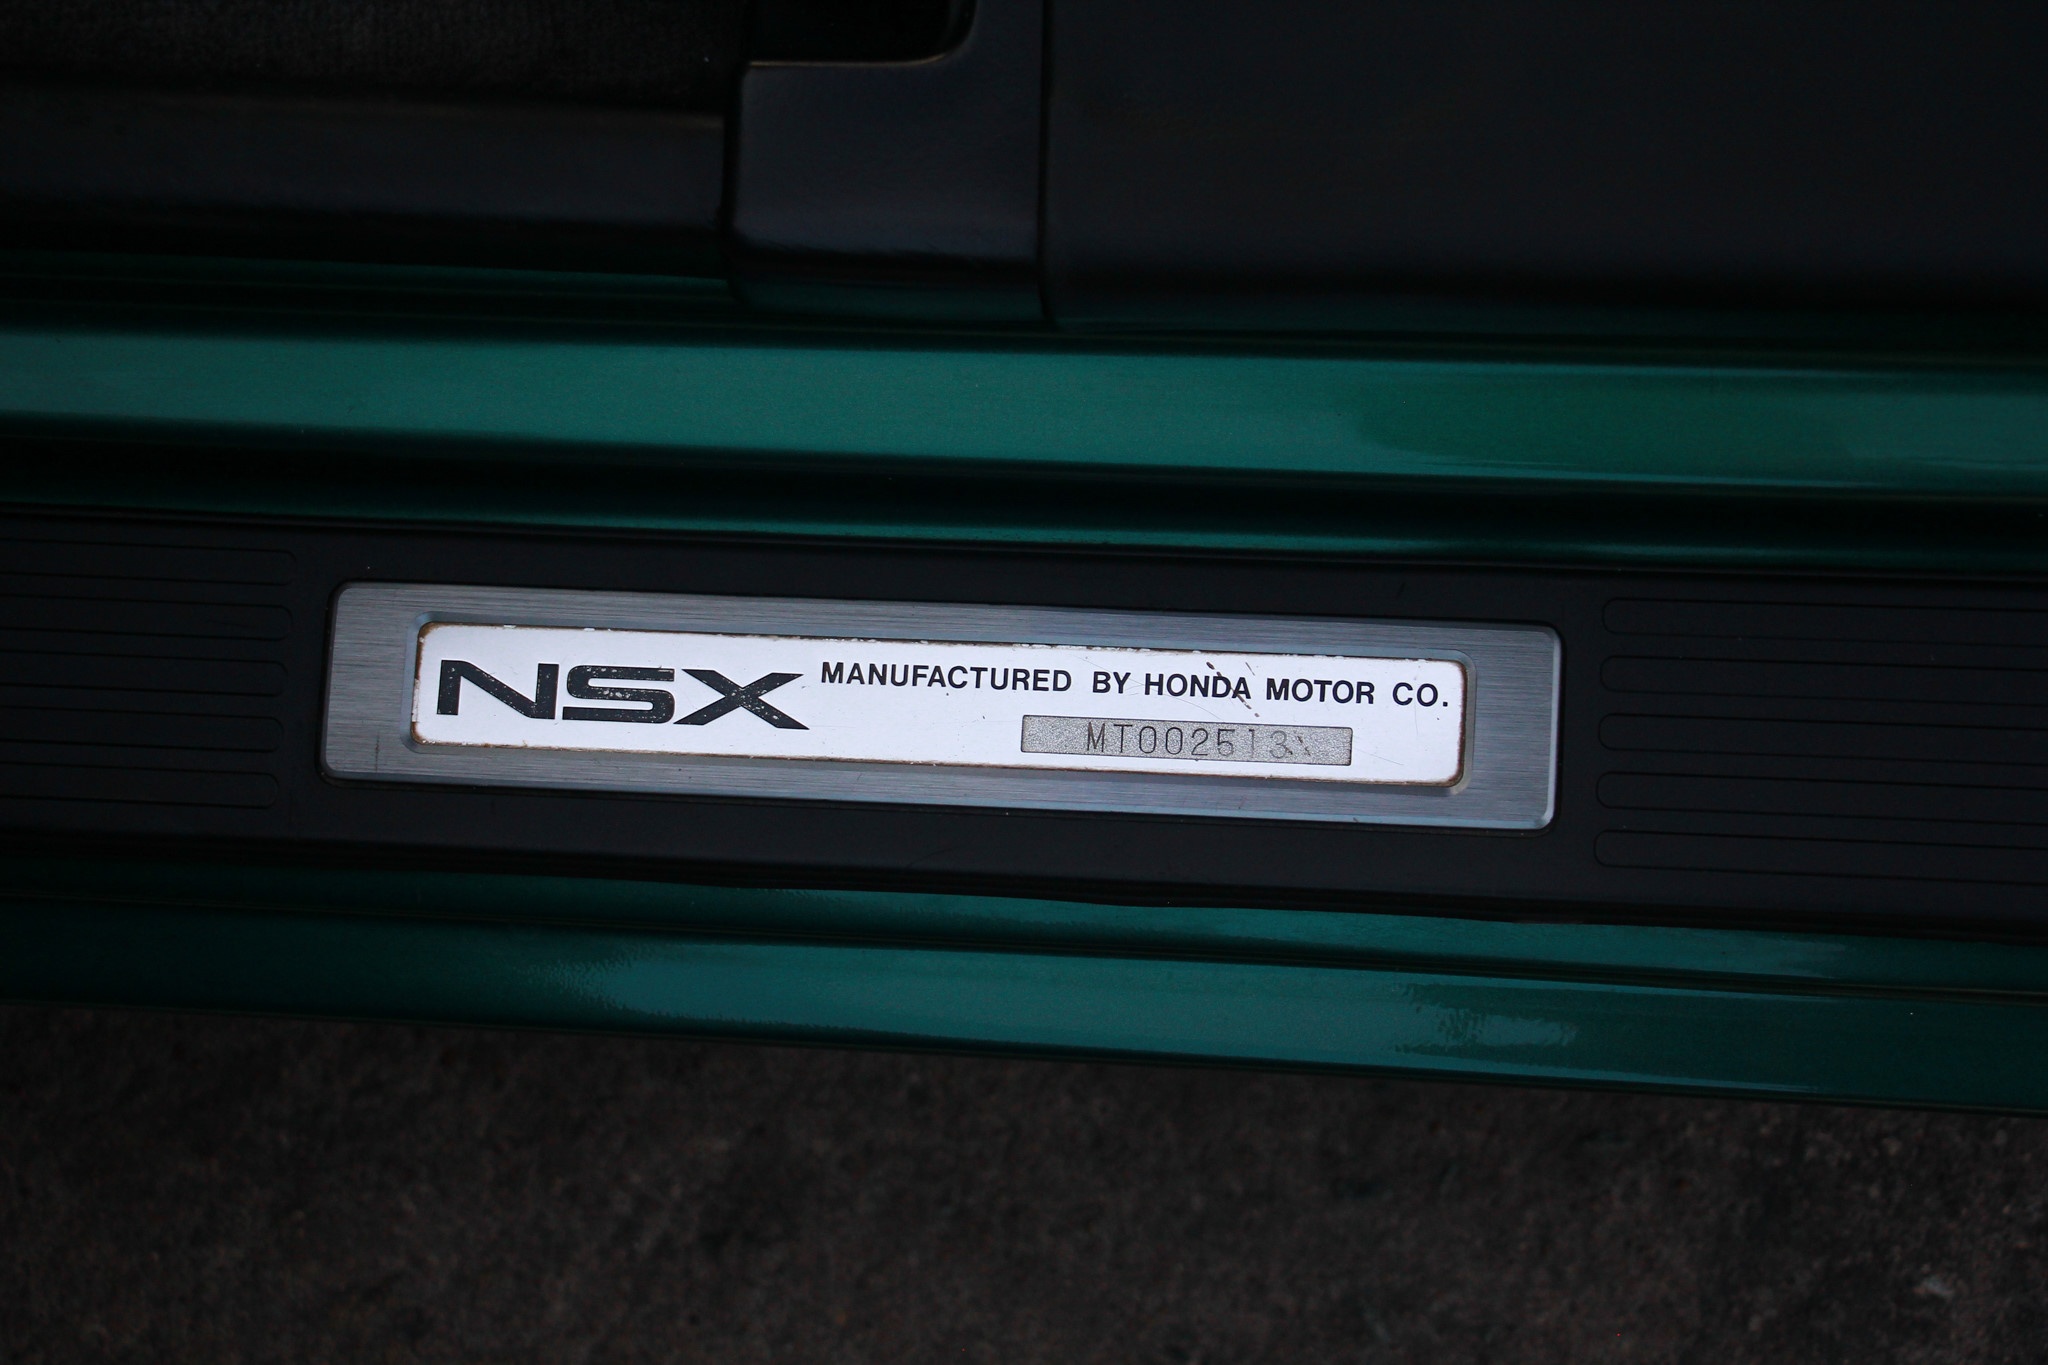 NSX MANUFACTURED BY HONDA MOTOR CO.
MT002513